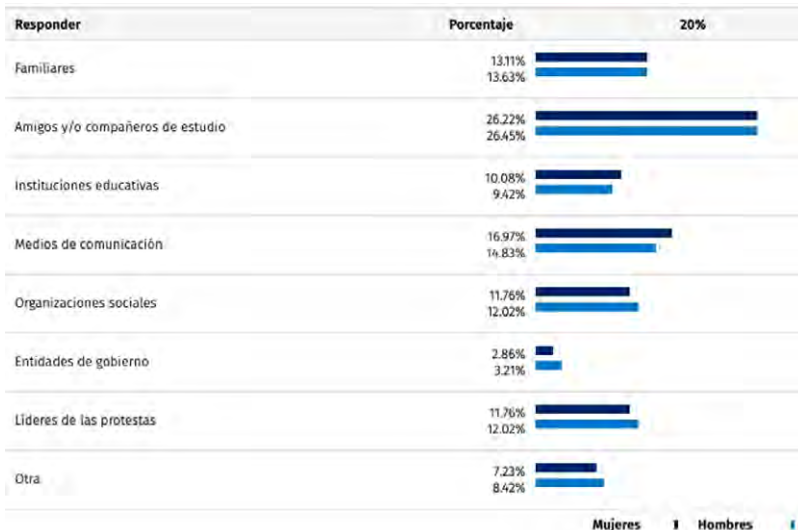 Responder Porcentaje 20%
Familiares 13.11%
13.63%
Amigos y/o compañeros de estudio 26.22%
26.45%
Instituciones educativas 10.08%
9.42%
Medios de comunicación 16.97%
14.83%
Organizaciones sociales 11.76%
12.02%
Entidades de gobierno 2.86%
3.21%
Líderes de las protestas 11.76%
12.02%
Otra 7.23%
8.42%
Mujeres Hombres